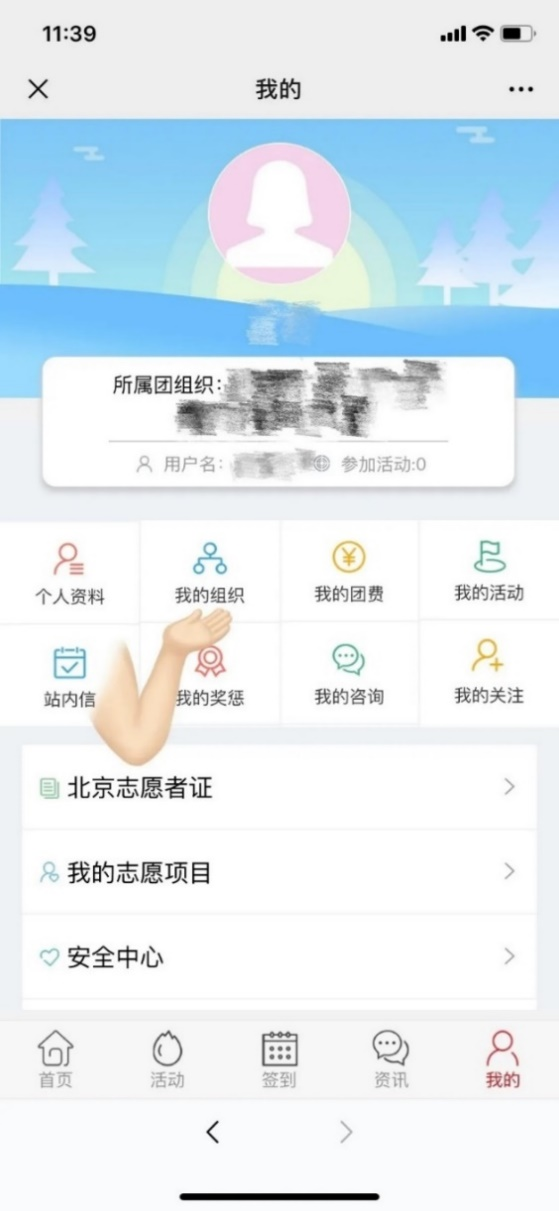 11:39
我的
所属团组织:
用户名: 参加活动:0
个人资料 我的组织 我的团费 我的活动
站内信 我的奖惩 我的咨询 我的关注
北京志愿者证
我的志愿项目
安全中心
首页 活动 签到 资讯 我的